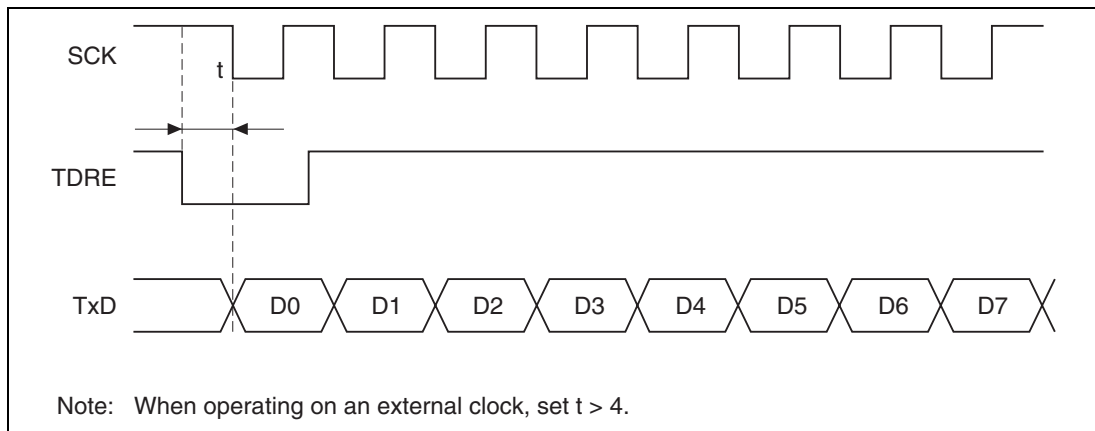 SCK
t
TDRE
TxD D0 D1 D2 D3 D4 D5 D6 D7
Note: When operating on an external clock, set t > 4.